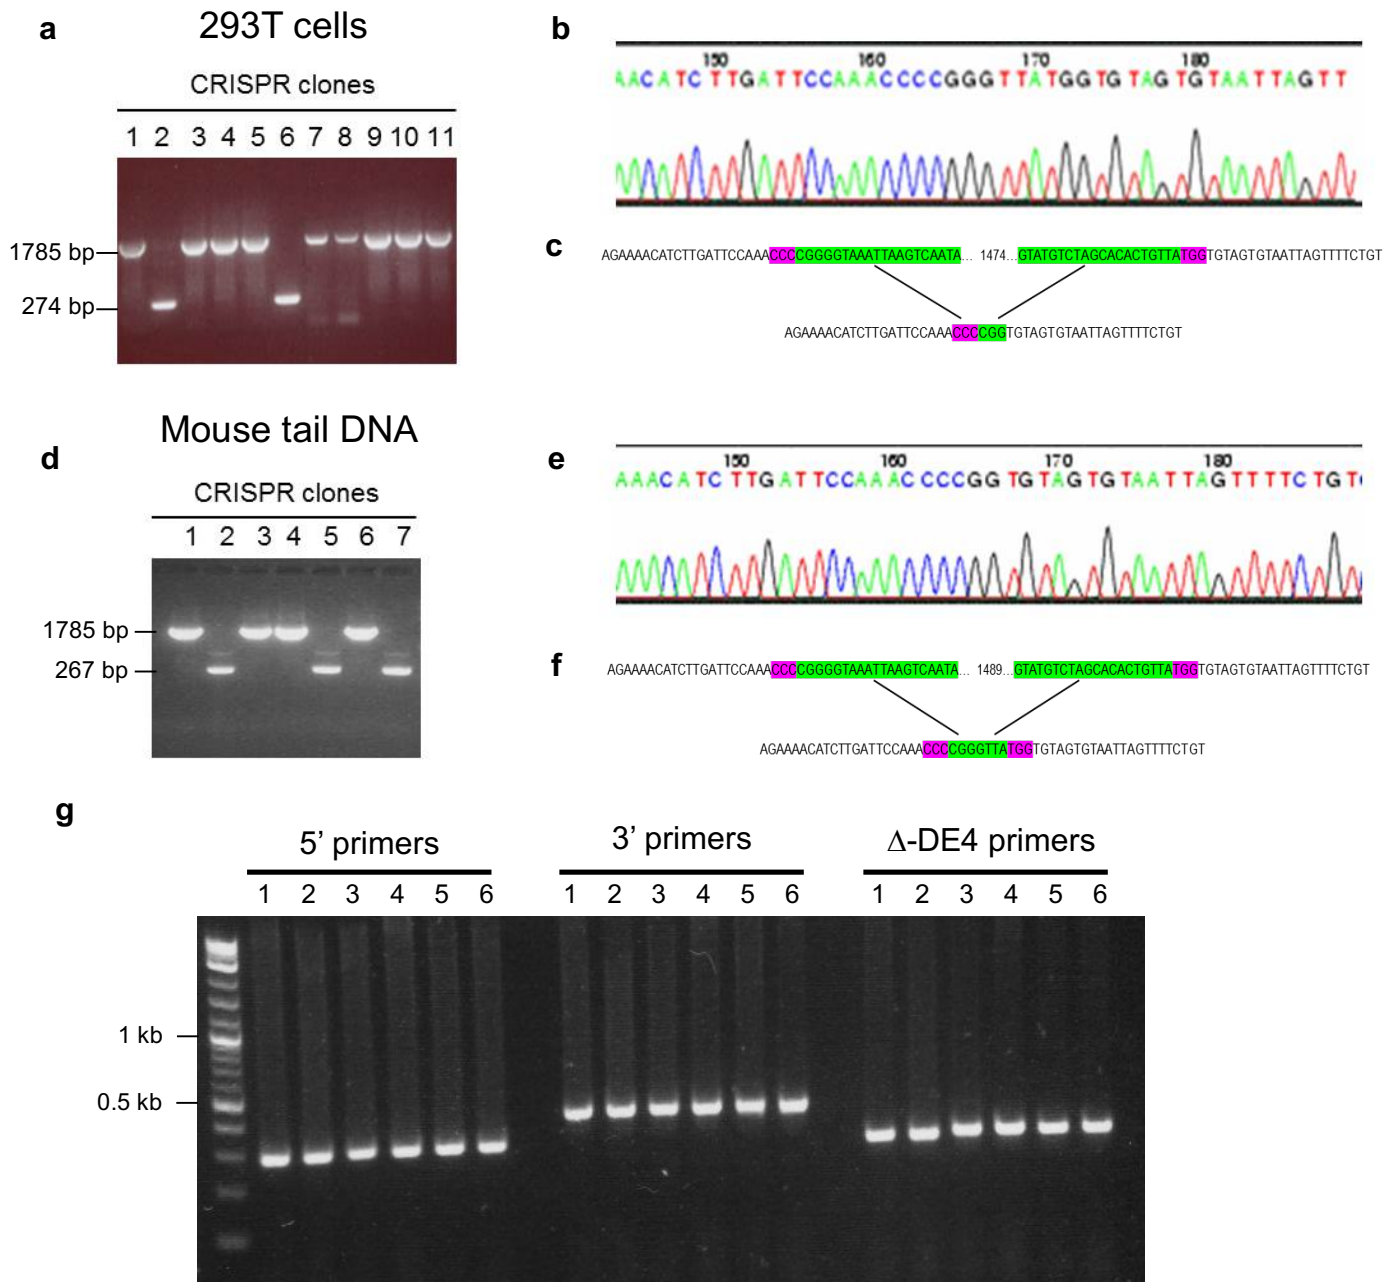 a
293T cells
CRISPR clones
1 2 3 4 5 6 7 8 9 10 11
1785 bp
274 bp
b
150 160 170 180
AACATCTTGATTCCAAACCCCGGGTTATGGTGTAGTGTAATTAGTT
c
AGAAAACATCTTGATTCCAAACCCCGGGGTAAATTAAGTCAATA... 1474...GTATGTCTAGCACACTGTTATGGTGTAGTGTAATTAGTTTTCTGT
AGAAAACATCTTGATTCCAAACCCCGGTGTAGTGTAATTAGTTTTCTGT
Mouse tail DNA
d
CRISPR clones
1 2 3 4 5 6 7
1785 bp
267 bp
e
150 160 170 180
AAACATCTTGATTCCAAACCCCGGTGTAGTGTAATTAGTTTTCTGT
f
AGAAAACATCTTGATTCCAAACCCCGGGGTAAATTAAGTCAATA... 1489...GTATGTCTAGCACACTGTTATGGTGTAGTGTAATTAGTTTTCTGT
AGAAAACATCTTGATTCCAAACCCCGGGTTATGGTGTAGTGTAATTAGTTTTCTGT
g
5’ primers 3’ primers Δ-DE4 primers
1 2 3 4 5 6 1 2 3 4 5 6 1 2 3 4 5 6
1 kb
0.5 kb